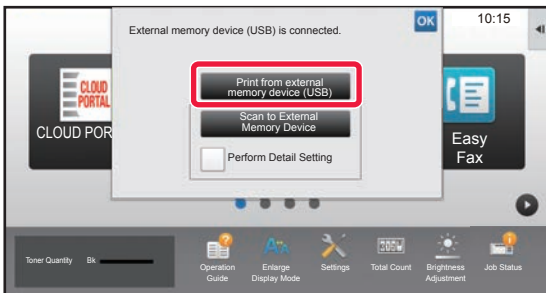 External memory device (USB) is connected.
OK
10:15
Print from external
memory device (USB)
Scan to External
Memory Device
Perform Detail Setting
CLOUD
PORTAL
CLOUD POR
Easy
Fax
Toner Quantity
Bk
Operation
Guide
Enlarge
Display Mode
Settings
Total Count
Brightness
Adjustment
Job Status